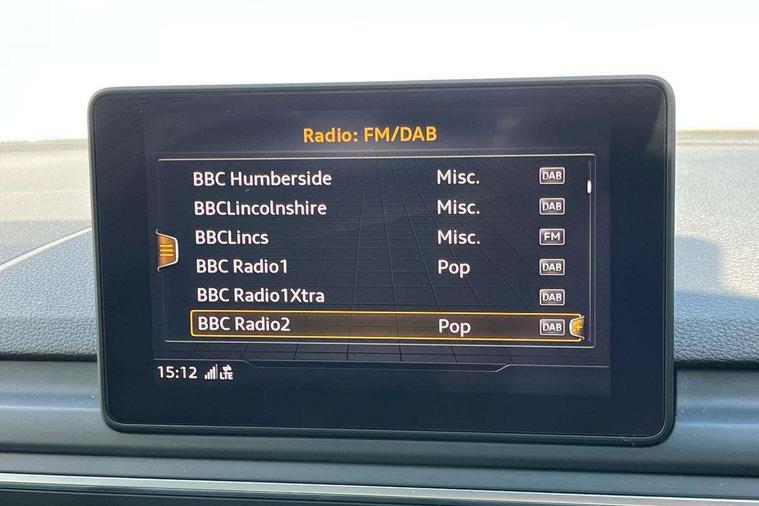 Radio: FM/DAB
BBC Humberside Misc. DAB
BBCLincolnshire Misc. DAB
BBCLincs Misc. FM
BBC Radio1 Pop DAB
BBC Radio1Xtra DAB
BBC Radio2 Pop DAB
15:12 LTE